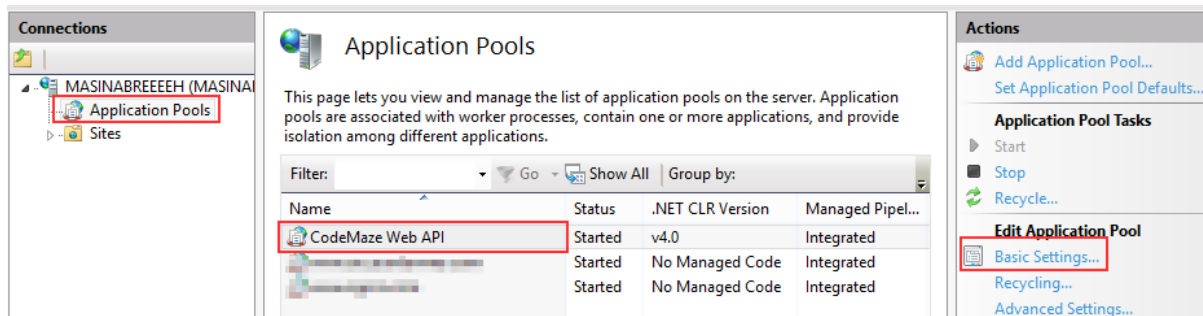 Connections
MASINABREEEEH (MASINAI
Application Pools
Sites
Application Pools
This page lets you view and manage the list of application pools on the server. Application
pools are associated with worker processes, contain one or more applications, and provide
isolation among different applications.
Filter:
Go
Show All
Group by:
Name
Status
.NET CLR Version
Managed Pipel...
CodeMaze Web API
Started
v4.0
Integrated
Started
No Managed Code
Integrated
Started
No Managed Code
Integrated
Actions
Add Application Pool...
Set Application Pool Defaults...
Application Pool Tasks
Start
Stop
Recycle...
Edit Application Pool
Basic Settings...
Recycling...
Advanced Settings...